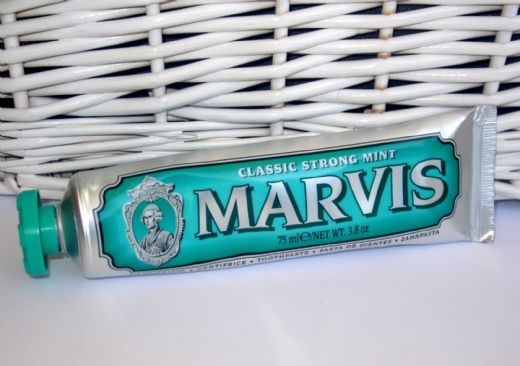 CLASSIC STRONG MINT
MARVIS
75 ml e/NET WT. 3.8 oz
DENTIFRICE • TOOTHPASTE • PASTA DE DIENTES • ZAHNPASTA